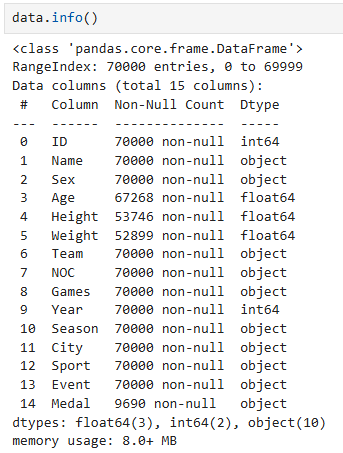 data.info()
<class 'pandas.core.frame.DataFrame'>
RangeIndex: 70000 entries, 0 to 69999
Data columns (total 15 columns):
 #   Column  Non-Null Count  Dtype
---  ------  --------------  -----
 0   ID      70000 non-null  int64
 1   Name    70000 non-null  object
 2   Sex     70000 non-null  object
 3   Age     67268 non-null  float64
 4   Height  53746 non-null  float64
 5   Weight  52899 non-null  float64
 6   Team    70000 non-null  object
 7   NOC     70000 non-null  object
 8   Games   70000 non-null  object
 9   Year    70000 non-null  int64
 10  Season  70000 non-null  object
 11  City    70000 non-null  object
 12  Sport   70000 non-null  object
 13  Event   70000 non-null  object
 14  Medal   9690 non-null   object
dtypes: float64(3), int64(2), object(10)
memory usage: 8.0+ MB